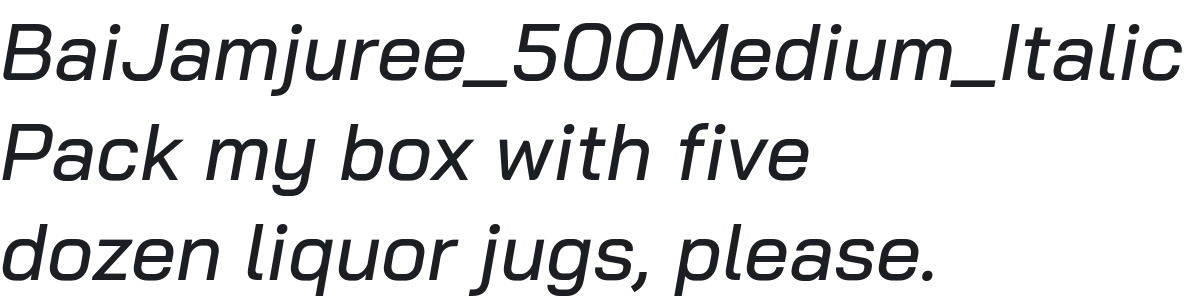 BaiJamjuree_500Medium_Italic
Pack my box with five
dozen liquor jugs, please.